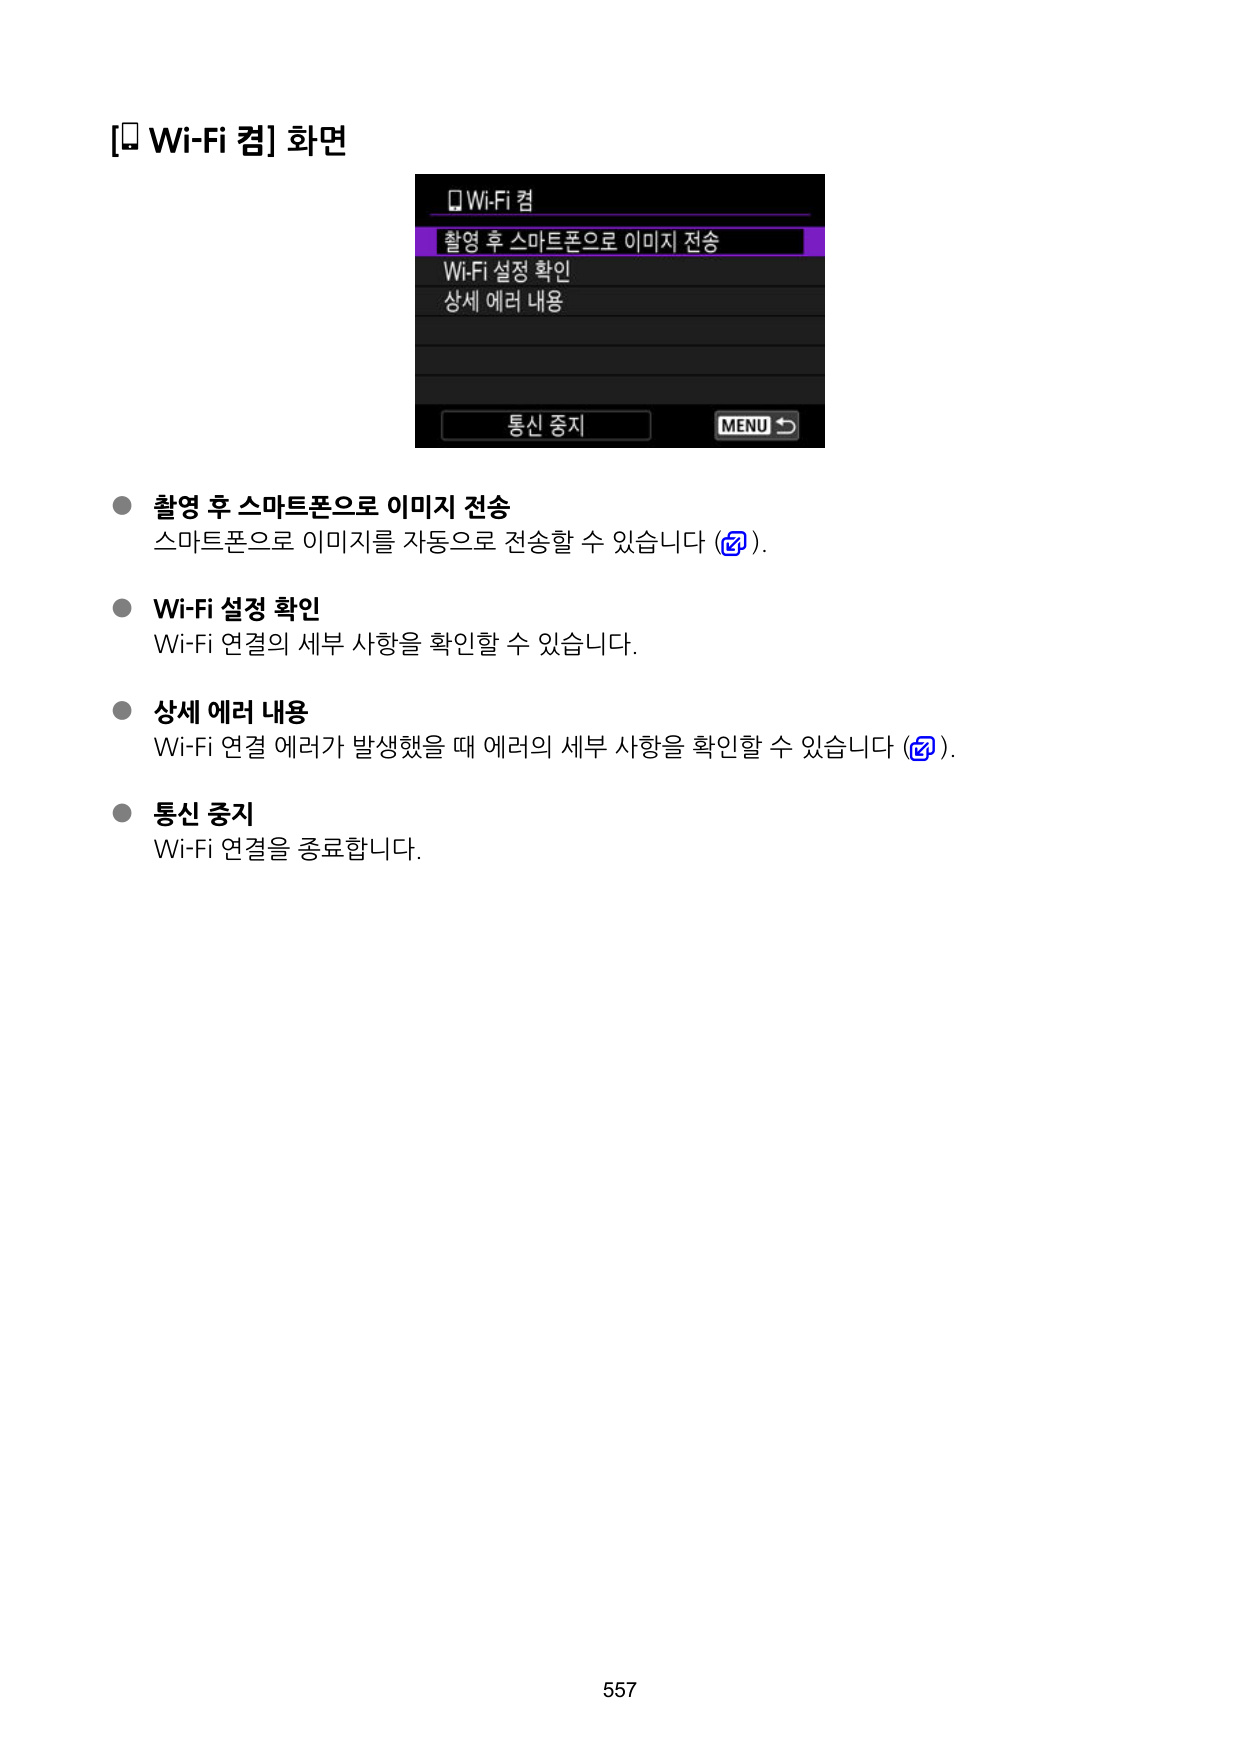 [ Wi-Fi 켬] 화면
Wi-Fi 켬
촬영 후 스마트폰으로 이미지 전송
Wi-Fi 설정 확인
상세 에러 내용
통신 중지
MENU
촬영 후 스마트폰으로 이미지 전송
스마트폰으로 이미지를 자동으로 전송할 수 있습니다 ( ).
Wi-Fi 설정 확인
Wi-Fi 연결의 세부 사항을 확인할 수 있습니다.
상세 에러 내용
Wi-Fi 연결 에러가 발생했을 때 에러의 세부 사항을 확인할 수 있습니다 ( ).
통신 중지
Wi-Fi 연결을 종료합니다.
557